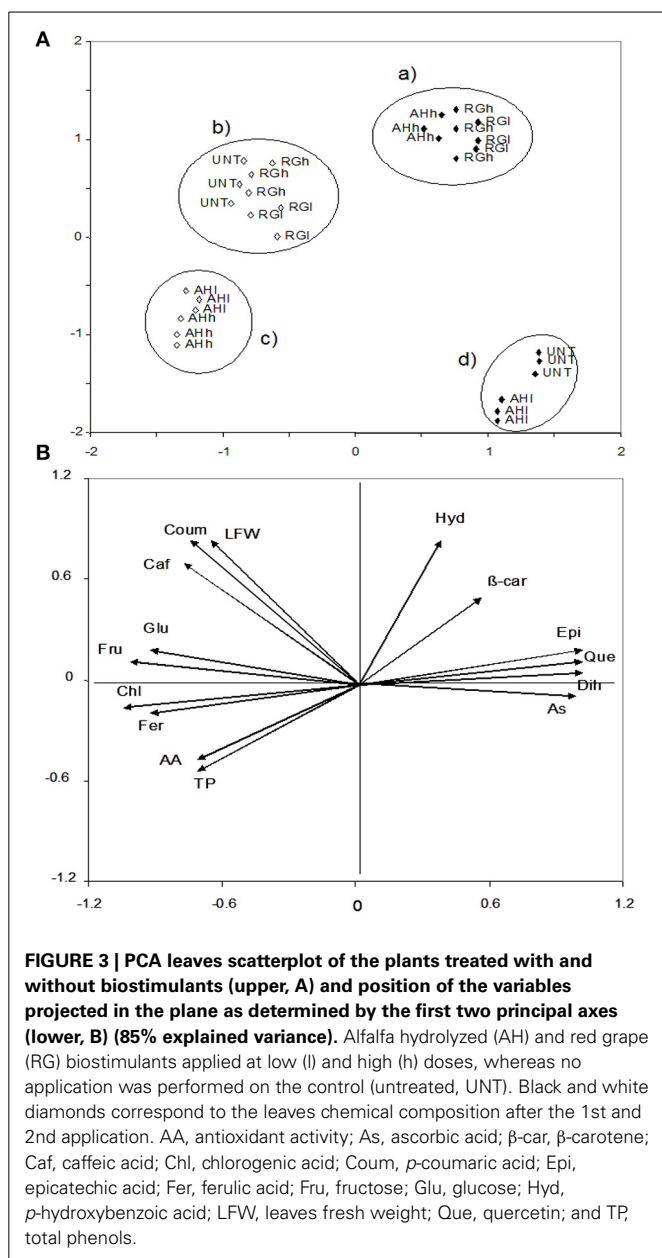 A
2
1
0
-1
-2
-2
-1
0
1
2
a)
AHh
RGh
RGl
AHh
RGh
RGl
AHh
RGl
RGh
b)
UNT
RGh
RGh
UNT
RGh
UNT
RGl
RGl
RGl
AHl
AHl
AHl
AHh
AHh
AHh
c)
d)
UNT
UNT
UNT
AHl
AHl
AHl
B
1.2
0.6
0
-0.6
-1.2
-1.2
-0.6
0
0.6
1.2
Coum
LFW
Hyd
Caf
ß-car
Glu
Epi
Fru
Que
Chl
Dih
Fer
As
AA
TP
FIGURE 3 | PCA leaves scatterplot of the plants treated with and
without biostimulants (upper, A) and position of the variables
projected in the plane as determined by the first two principal axes
(lower, B) (85% explained variance). Alfalfa hydrolyzed (AH) and red grape
(RG) biostimulants applied at low (l) and high (h) doses, whereas no
application was performed on the control (untreated, UNT). Black and white
diamonds correspond to the leaves chemical composition after the 1st and
2nd application. AA, antioxidant activity; As, ascorbic acid; β-car, β-carotene;
Caf, caffeic acid; Chl, chlorogenic acid; Coum, p-coumaric acid; Epi,
epicatechic acid; Fer, ferulic acid; Fru, fructose; Glu, glucose; Hyd,
p-hydroxybenzoic acid; LFW, leaves fresh weight; Que, quercetin; and TP,
total phenols.